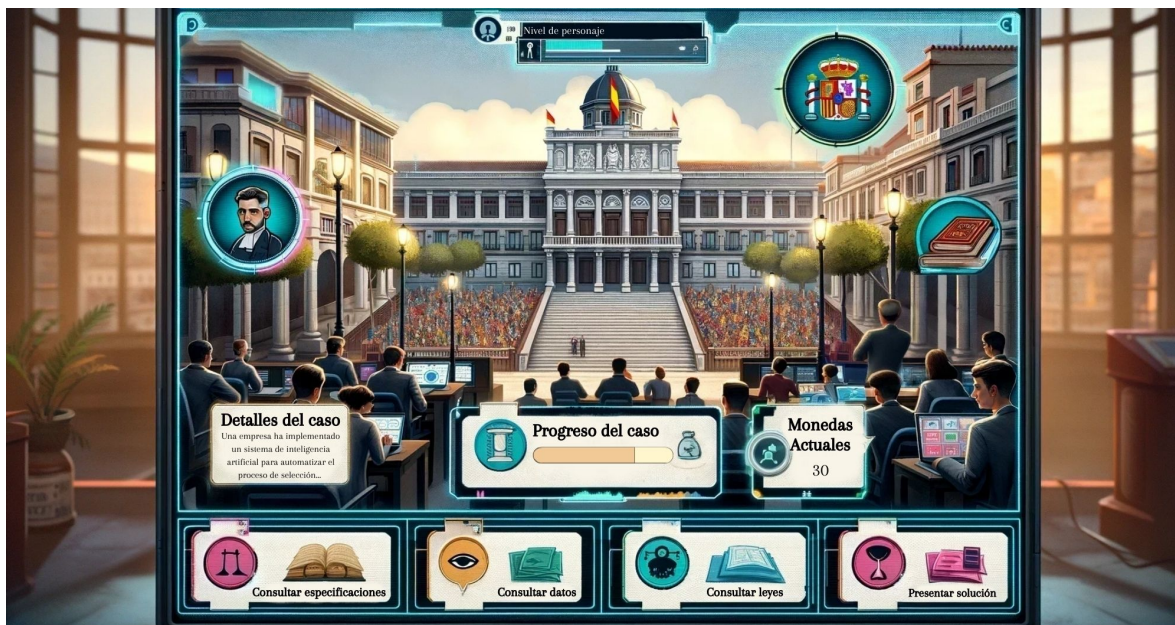 Nivel de personaje
Detalles del caso
Una empresa ha implementado
un sistema de inteligencia
artificial para automatizar el
proceso de selección...
Progreso del caso
Monedas
Actuales
30
Consultar especificaciones
Consultar datos
Consultar leyes
Presentar solución